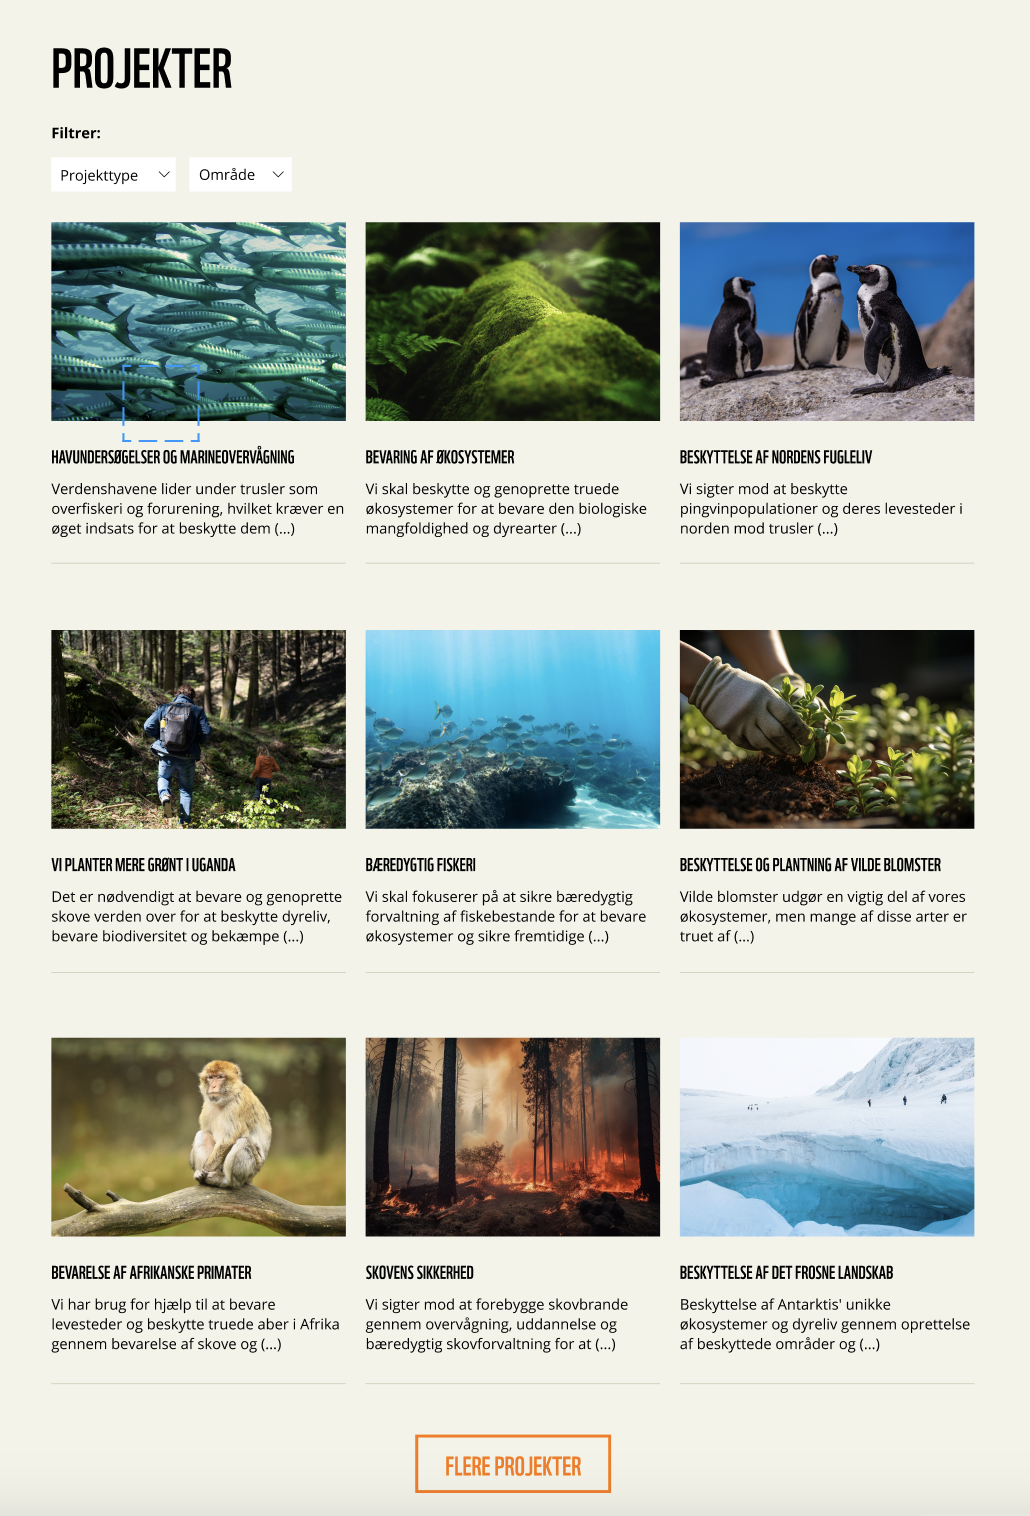 PROJEKTER
Filtrer:
Projekttype
Område
HAVUNDERSØGELSER OG MARINEOVERVÅGNING
Verdenshavene lider under trusler som
overfiskeri og forurening, hvilket kræver en
øget indsats for at beskytte dem (...)
BEVARING AF ØKOSYSTEMER
Vi skal beskytte og genoprette truede
økosystemer for at bevare den biologiske
mangfoldighed og dyrearter (...)
BESKYTTELSE AF NORDENS FUGLELIV
Vi sigter mod at beskytte
pingvinpopulationer og deres levesteder i
norden mod trusler (...)
VI PLANTER MERE GRØNT I UGANDA
Det er nødvendigt at bevare og genoprette
skove verden over for at beskytte dyreliv,
bevare biodiversitet og bekæmpe (...)
BÆREDYGTIG FISKERI
Vi skal fokuserer på at sikre bæredygtig
forvaltning af fiskebestande for at bevare
økosystemer og sikre fremtidige (...)
BESKYTTELSE OG PLANTNING AF VILDE BLOMSTER
Vilde blomster udgør en vigtig del af vores
økosystemer, men mange af disse arter er
truet af (...)
BEVARELSE AF AFRIKANSKE PRIMATER
Vi har brug for hjælp til at bevare
levesteder og beskytte truede aber i Afrika
gennem bevarelse af skove og (...)
SKOVENS SIKKERHED
Vi sigter mod at forebygge skovbrande
gennem overvågning, uddannelse og
bæredygtig skovforvaltning for at (...)
BESKYTTELSE AF DET FROSNE LANDSKAB
Beskyttelse af Antarktis' unikke
økosystemer og dyreliv gennem oprettelse
af beskyttede områder og (...)
FLERE PROJEKTER